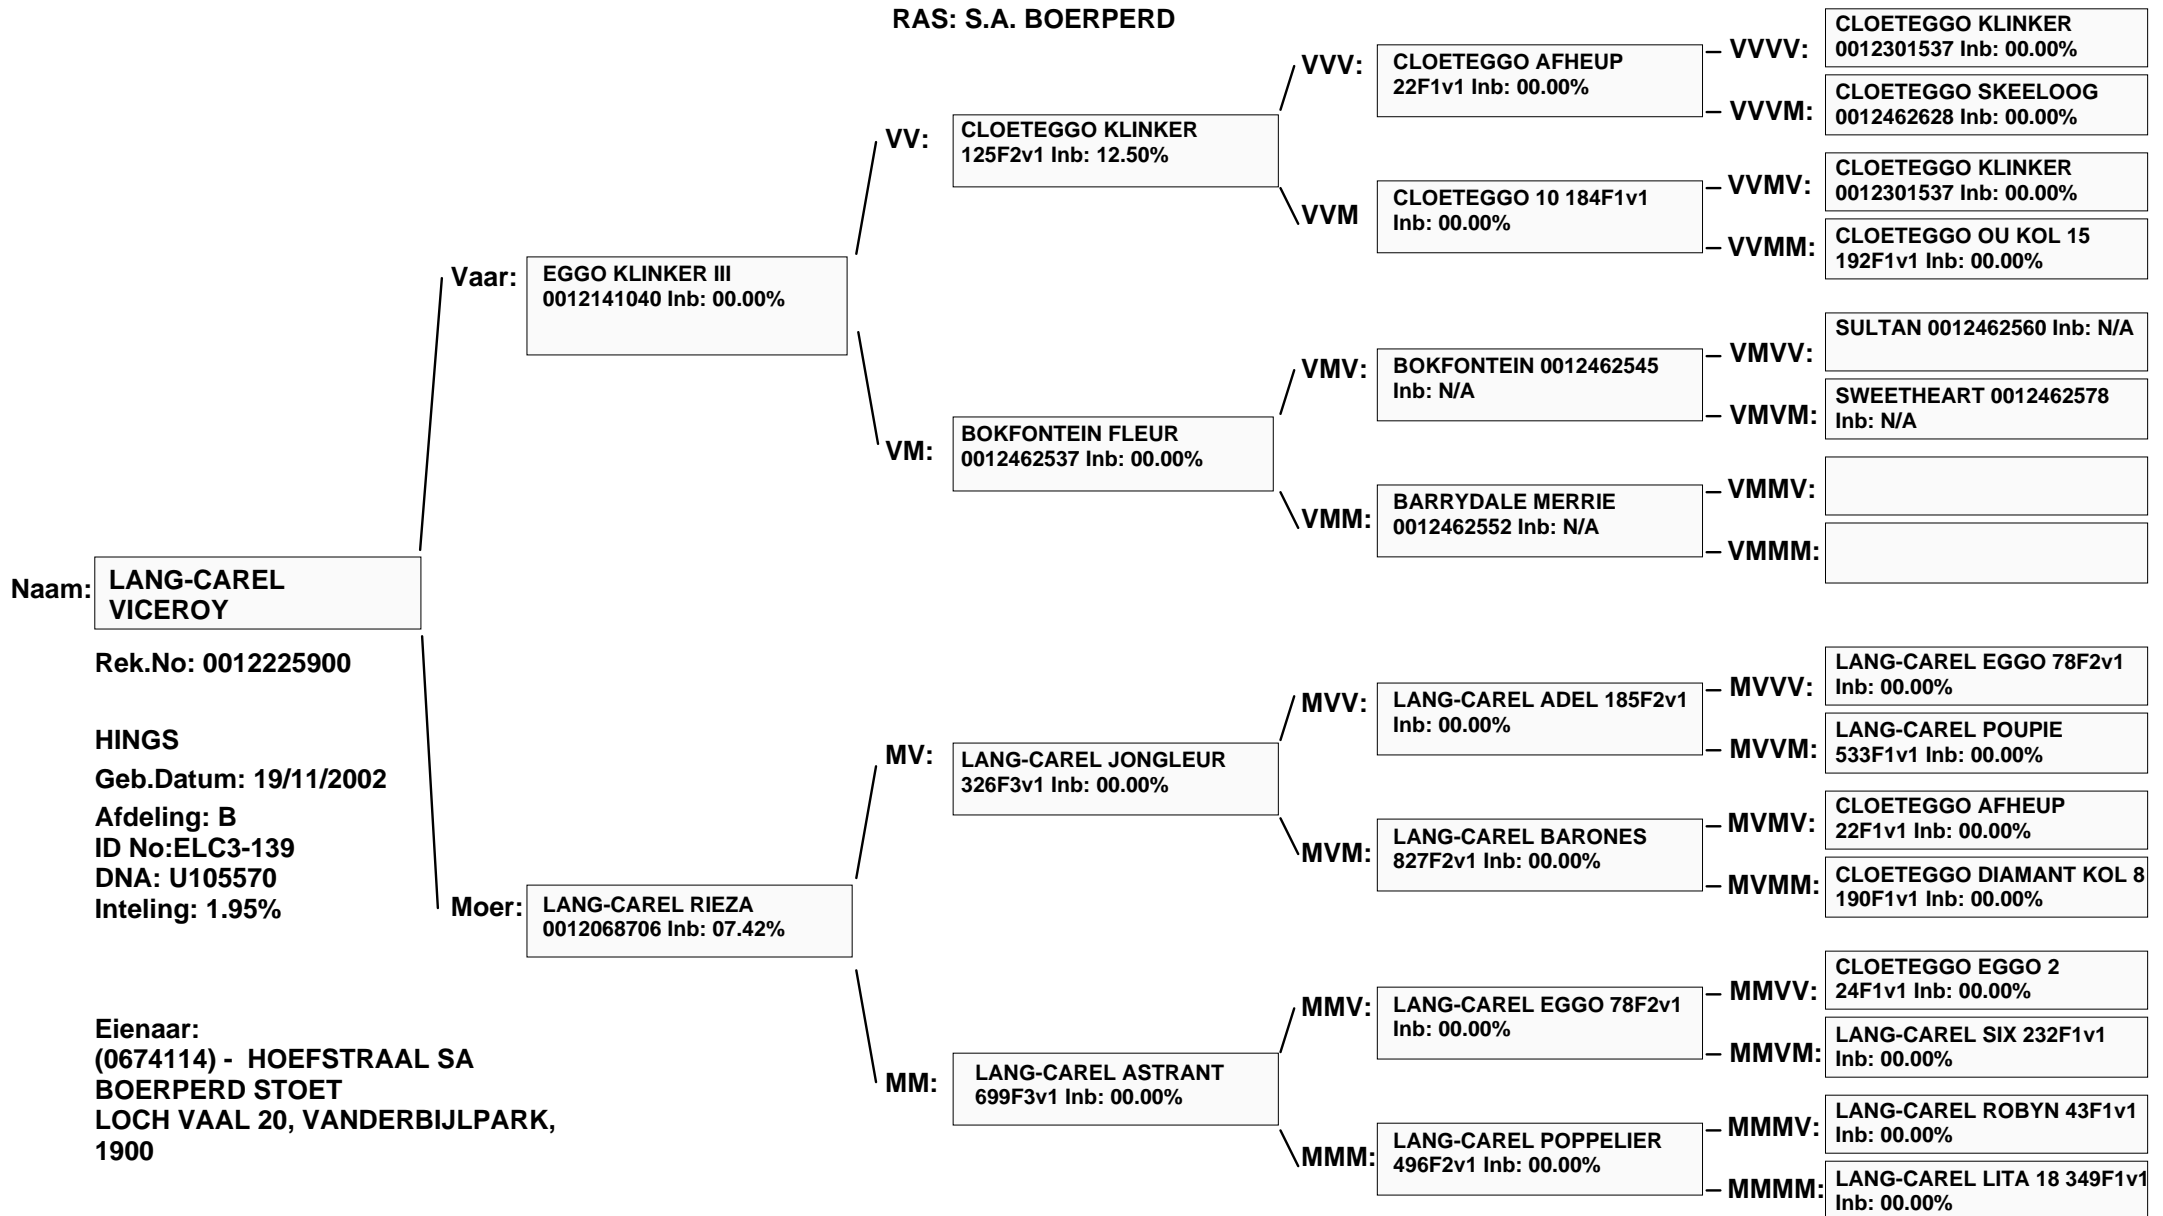 RAS: S.A. BOERPERD
Naam:
LANG-CAREL
VICEROY
Rek.No: 0012225900
HINGS
Geb.Datum: 19/11/2002
Afdeling: B
ID No:ELC3-139
DNA: U105570
Inteling: 1.95%
Eienaar:
(0674114) - HOEFSTRAAL SA
BOERPERD STOET
LOCH VAAL 20, VANDERBIJLPARK,
1900
Vaar:
EGGO KLINKER III
0012141040 Inb: 00.00%
Moer:
LANG-CAREL RIEZA
0012068706 Inb: 07.42%
VV:
CLOETEGGO KLINKER
125F2v1 Inb: 12.50%
VM:
BOKFONTEIN FLEUR
0012462537 Inb: 00.00%
MV:
LANG-CAREL JONGLEUR
326F3v1 Inb: 00.00%
MM:
LANG-CAREL ASTRANT
699F3v1 Inb: 00.00%
VVV:
CLOETEGGO AFHEUP
22F1v1 Inb: 00.00%
VVM
CLOETEGGO 10 184F1v1
Inb: 00.00%
VMV:
BOKFONTEIN 0012462545
Inb: N/A
VMM:
BARRYDALE MERRIE
0012462552 Inb: N/A
MVV:
LANG-CAREL ADEL 185F2v1
Inb: 00.00%
MVM:
LANG-CAREL BARONES
827F2v1 Inb: 00.00%
MMV:
LANG-CAREL EGGO 78F2v1
Inb: 00.00%
MMM:
LANG-CAREL POPPELIER
496F2v1 Inb: 00.00%
VVVV:
CLOETEGGO KLINKER
0012301537 Inb: 00.00%
VVVM:
CLOETEGGO SKEELOOG
0012462628 Inb: 00.00%
VVMV:
CLOETEGGO KLINKER
0012301537 Inb: 00.00%
VVMM:
CLOETEGGO OU KOL 15
192F1v1 Inb: 00.00%
VMVV:
SULTAN 0012462560 Inb: N/A
VMVM:
SWEETHEART 0012462578
Inb: N/A
VMMV:
VMMM:
MVVV:
LANG-CAREL EGGO 78F2v1
Inb: 00.00%
MVVM:
LANG-CAREL POUPIE
533F1v1 Inb: 00.00%
MVMV:
CLOETEGGO AFHEUP
22F1v1 Inb: 00.00%
MVMM:
CLOETEGGO DIAMANT KOL 8
190F1v1 Inb: 00.00%
MMVV:
CLOETEGGO EGGO 2
24F1v1 Inb: 00.00%
MMVM:
LANG-CAREL SIX 232F1v1
Inb: 00.00%
MMMV:
LANG-CAREL ROBYN 43F1v1
Inb: 00.00%
MMMM:
LANG-CAREL LITA 18 349F1v1
Inb: 00.00%